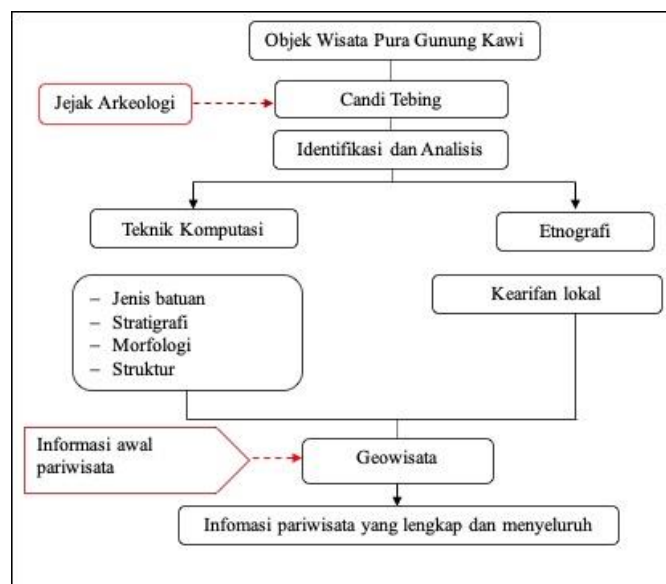 Objek Wisata Pura Gunung Kawi
Jejak Arkeologi
Candi Tebing
Identifikasi dan Analisis
Teknik Komputasi
Etnografi
– Jenis batuan
– Stratigrafi
– Morfologi
– Struktur
Kearifan lokal
Informasi awal
pariwisata
Geowisata
Infomasi pariwisata yang lengkap dan menyeluruh